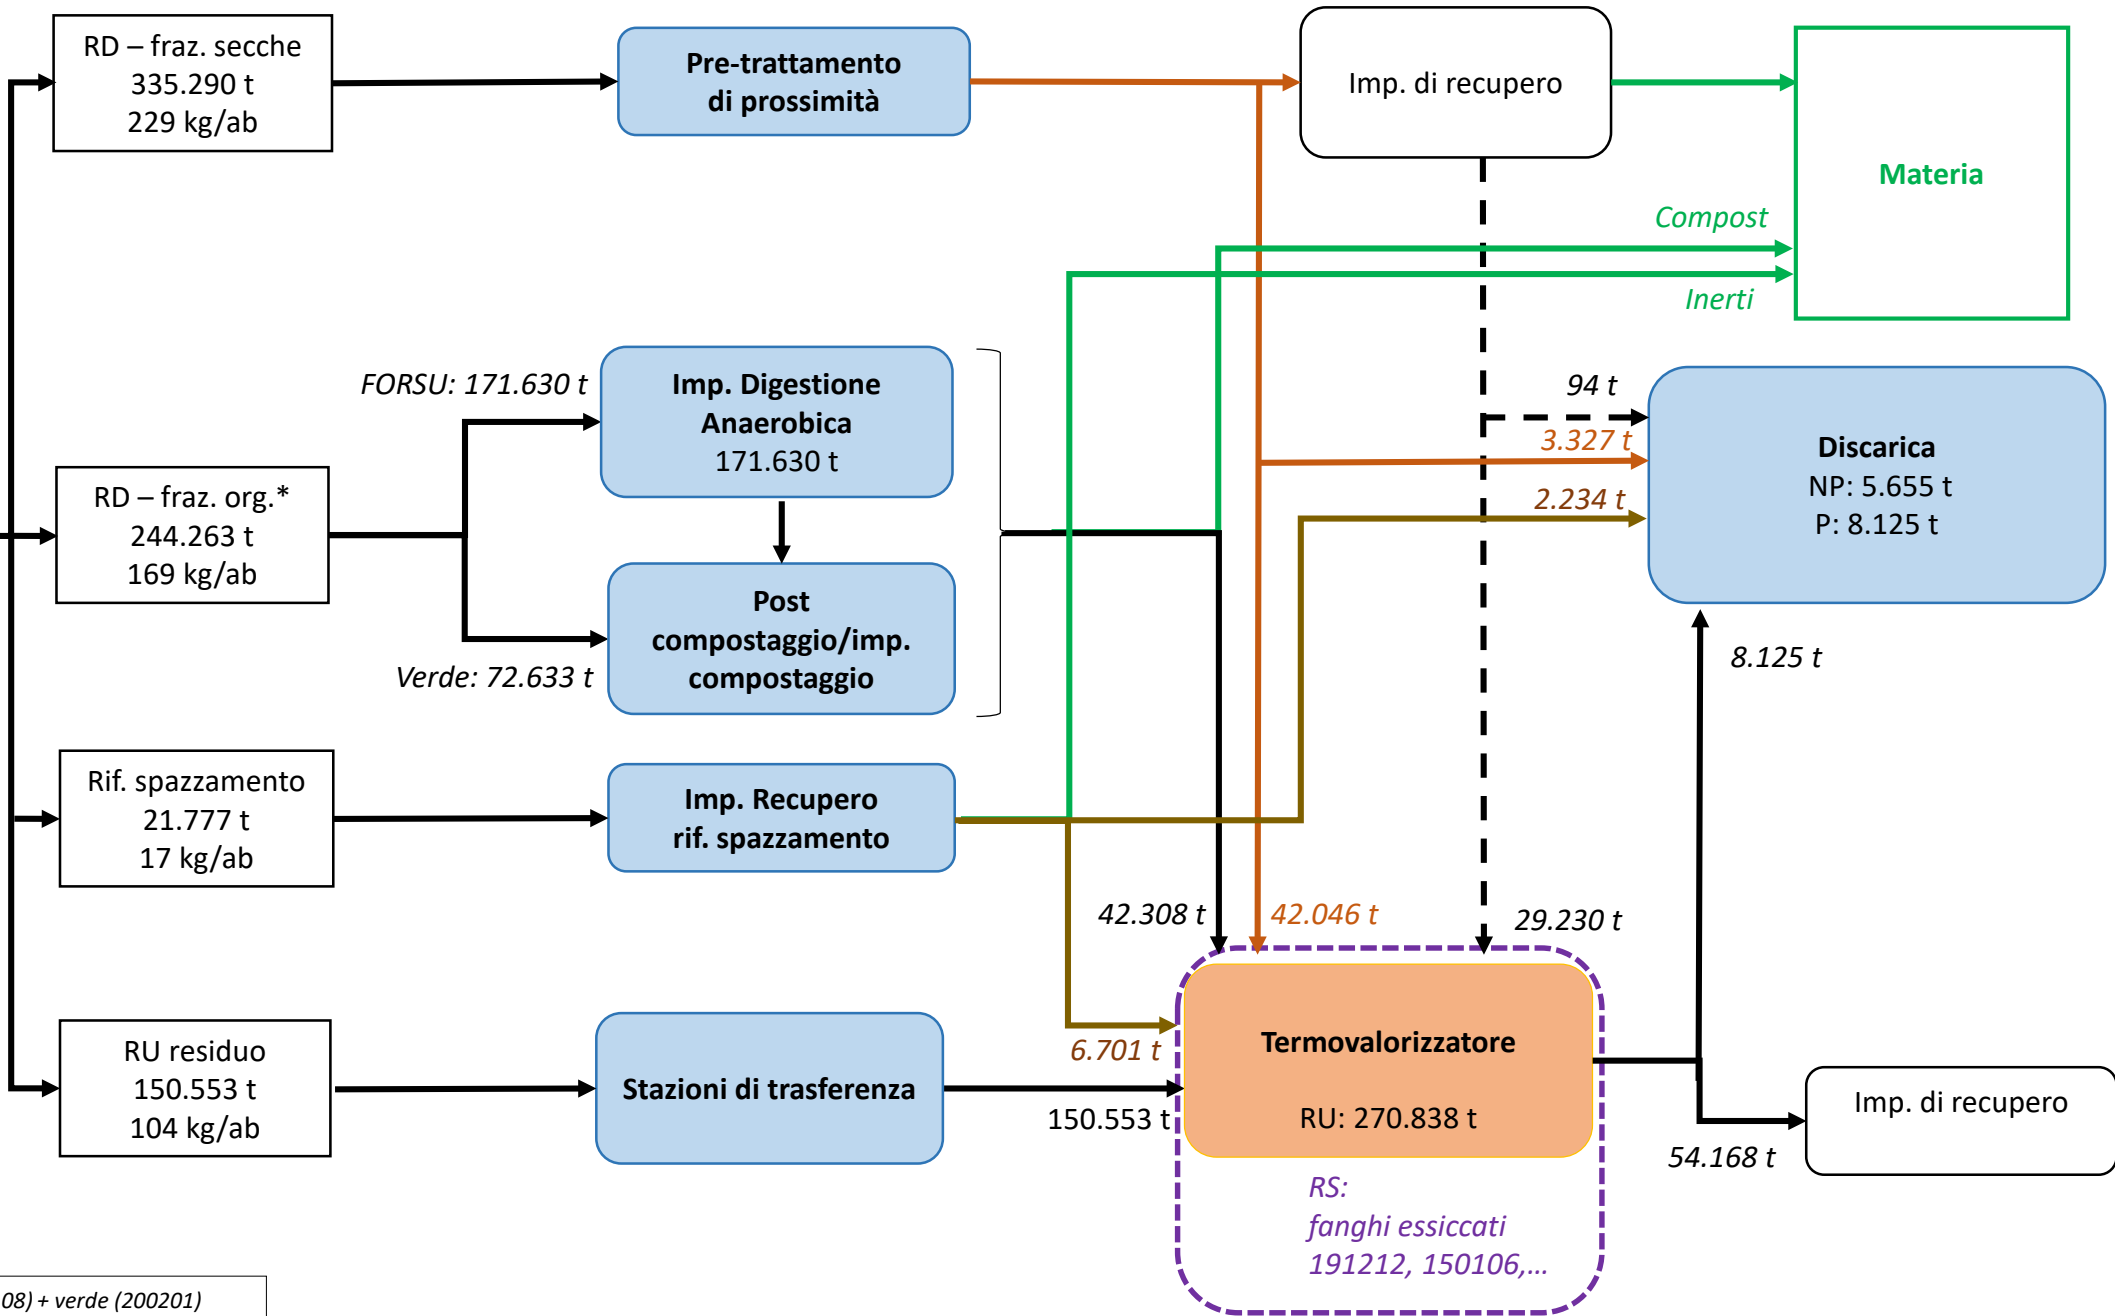 RD – fraz. secche
335.290 t
229 kg/ab
Pre-trattamento
di prossimità
Imp. di recupero
Materia
Compost
Inerti
FORSU: 171.630 t
Imp. Digestione
Anaerobica
171.630 t
94 t
3.327 t
2.234 t
Discarica
NP: 5.655 t
P: 8.125 t
RD – fraz. org.*
244.263 t
169 kg/ab
Post
compostaggio/imp.
compostaggio
Verde: 72.633 t
8.125 t
Rif. spazzamento
21.777 t
17 kg/ab
Imp. Recupero
rif. spazzamento
42.308 t
42.046 t
29.230 t
6.701 t
RU residuo
150.553 t
104 kg/ab
Stazioni di trasferenza
150.553 t
Termovalorizzatore
RU: 270.838 t
Imp. di recupero
54.168 t
RS:
fanghi essiccati
191212, 150106,...
08) + verde (200201)